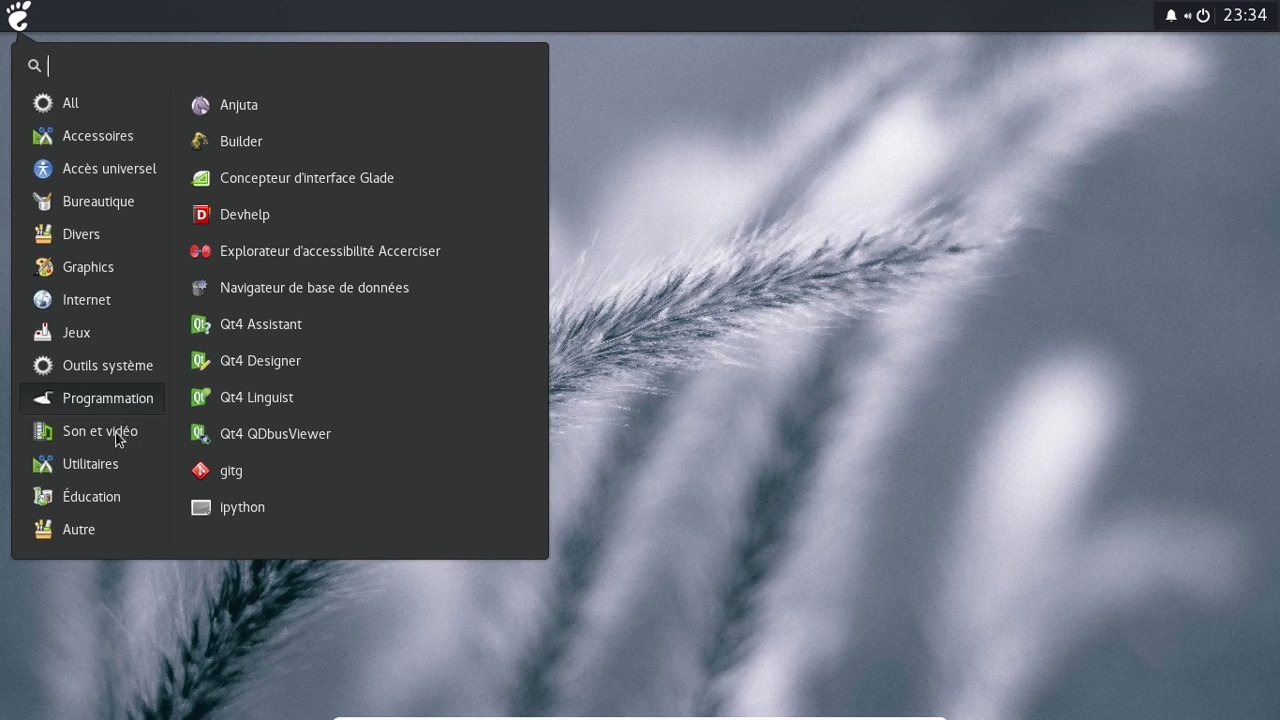 23:34
All
Accessoires
Accès universel
Bureautique
Divers
Graphics
Internet
Jeux
Outils système
Programmation
Son et vidéo
Utilitaires
Éducation
Autre
Anjuta
Builder
Concepteur d'interface Glade
Devhelp
Explorateur d'accessibilité Accerciser
Navigateur de base de données
Qt4 Assistant
Qt4 Designer
Qt4 Linguist
Qt4 QDbusViewer
gitg
ipython